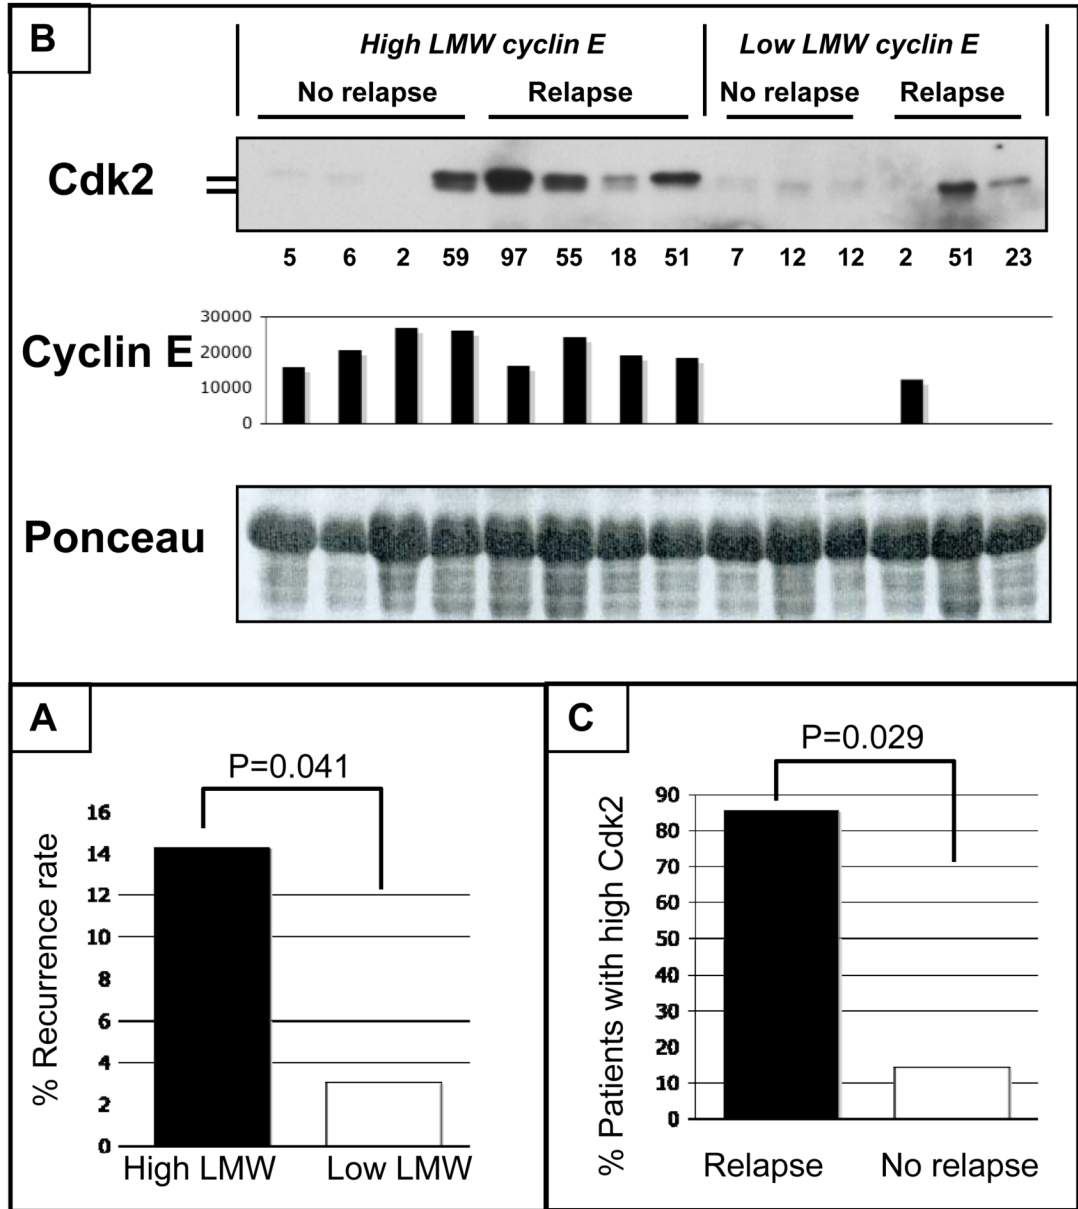 B
High LMW cyclin E Low LMW cyclin E
No relapse Relapse No relapse Relapse
Cdk2
5 6 2 59 97 55 18 51 7 12 12 2 51 23
Cyclin E
30000
20000
10000
0
Ponceau
A
P=0.041
% Recurrence rate
16
14
12
10
8
6
4
2
0
High LMW Low LMW
C
P=0.029
% Patients with high Cdk2
90
80
70
60
50
40
30
20
10
0
Relapse No relapse